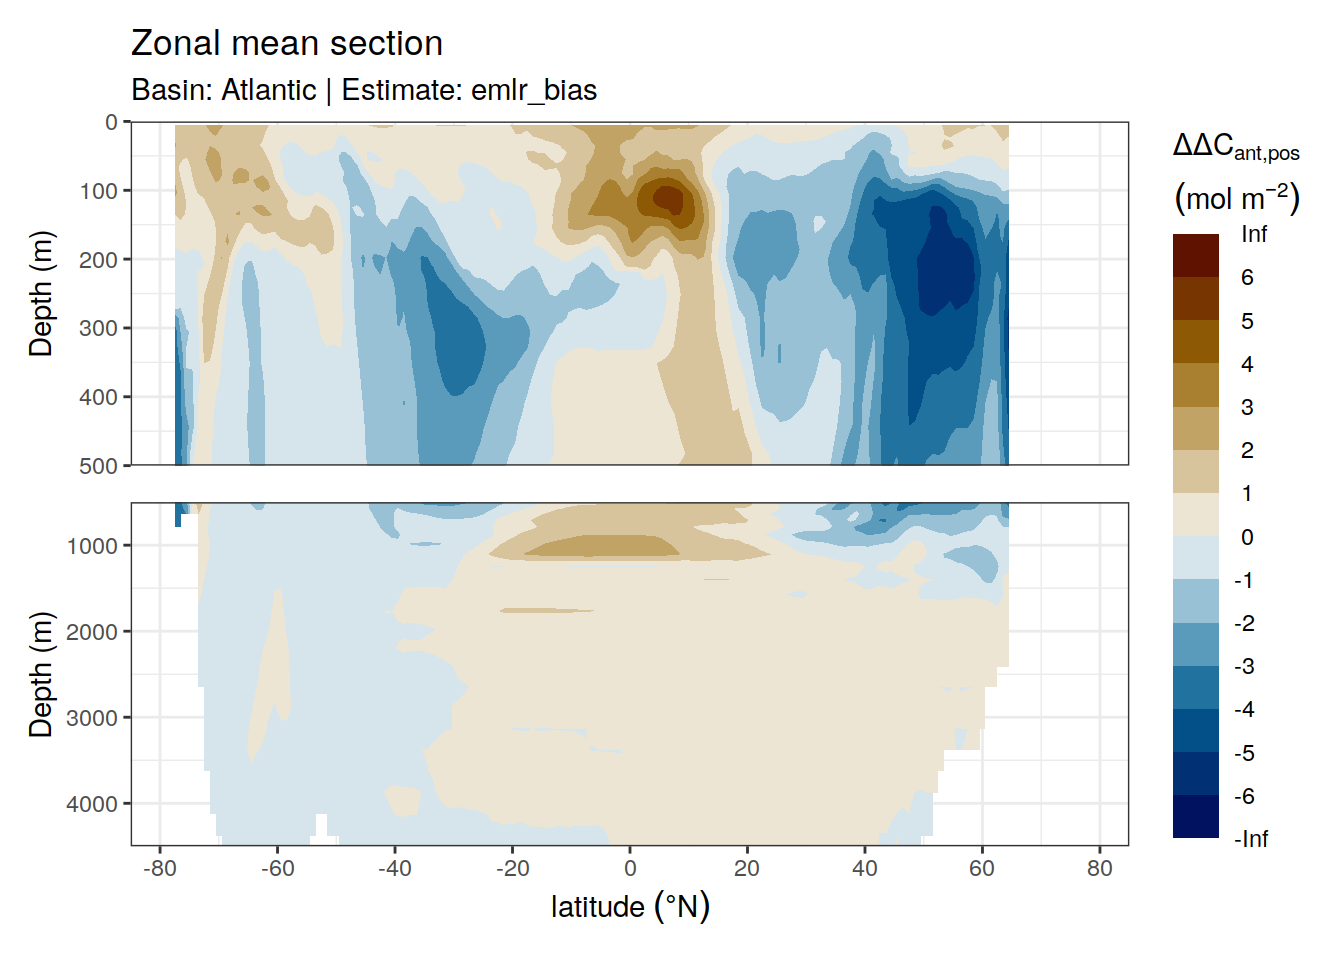 Zonal mean section
Basin: Atlantic | Estimate: emlr_bias
0
100
200
300
400
500
Depth (m)
1000
2000
3000
4000
Depth (m)
-80 -60 -40 -20 0 20 40 60 80
latitude (°N)
ΔΔC_ant,pos
(mol m⁻²)
Inf
6
5
4
3
2
1
0
-1
-2
-3
-4
-5
-6
-Inf